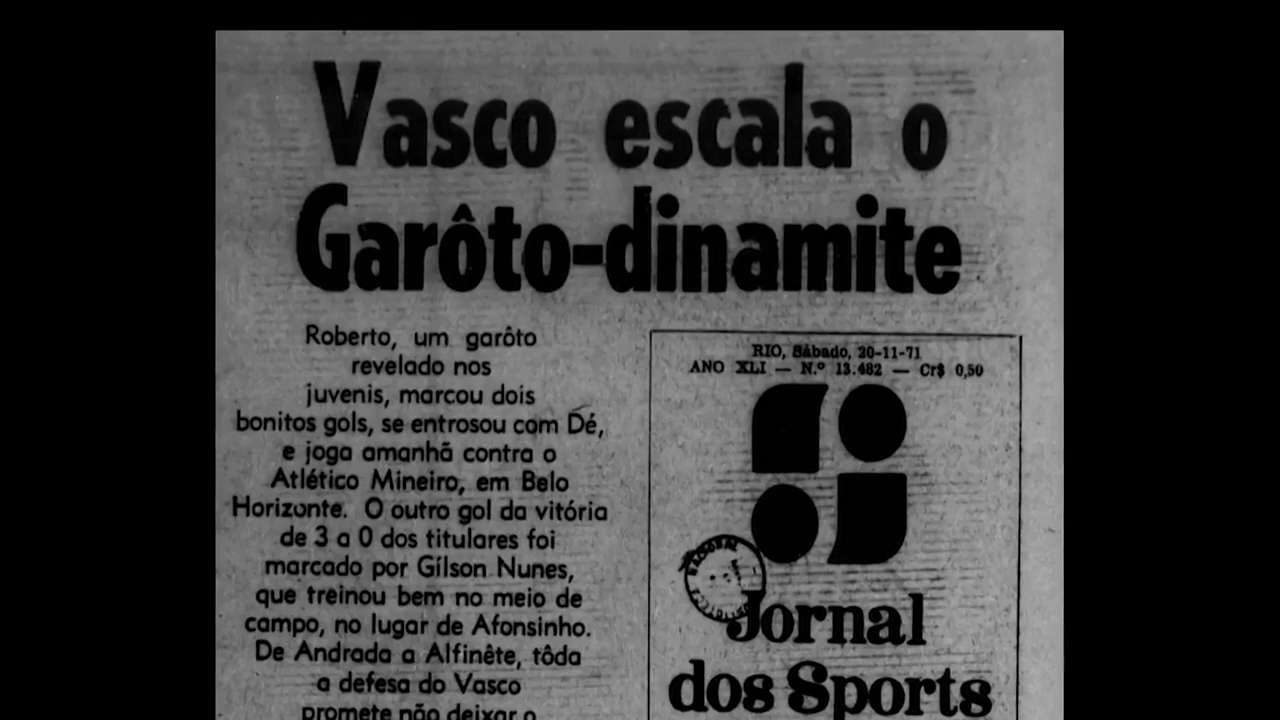 Vasco escala o
Garôto-dinamite
Roberto, um garôto
revelado nos
juvenis, marcou dois
bonitos gols, se entrosou com Dé,
e joga amanhã contra o
Atlético Mineiro, em Belo
Horizonte. O outro gol da vitória
de 3 a 0 dos titulares foi
marcado por Gílson Nunes,
que treinou bem no meio de
campo, no lugar de Afonsinho.
De Andrada a Alfinête, tôda
a defesa do Vasco
promete não deixar o
RIO, Sábado, 20-11-71
ANO XLI — N.º 13.482 — Cr$ 0,50
Jornal
dos Sports